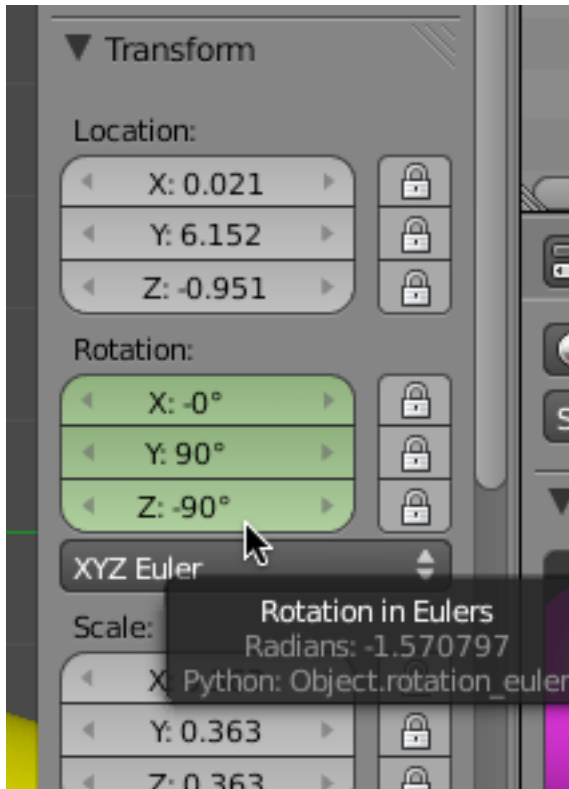 Transform
Location:
X: 0.021
Y: 6.152
Z: -0.951
Rotation:
X: -0°
Y: 90°
Z: -90°
XYZ Euler
Rotation in Eulers
Radians: -1.570797
Python: Object.rotation_euler
Scale:
X
Y: 0.363
Z: 0.363
S